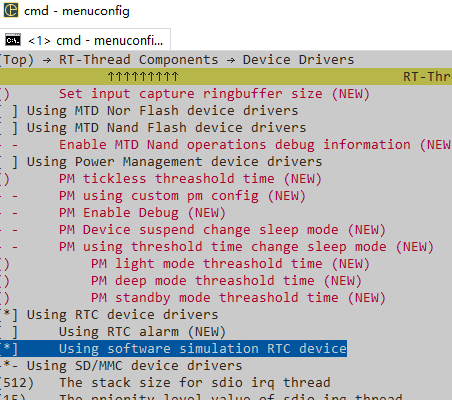 cmd - menuconfig
<1> cmd - menuconfi...
(Top) → RT-Thread Components → Device Drivers
↑↑↑↑↑↑↑↑↑ RT-Thr
() Set input capture ringbuffer size (NEW)
[ ] Using MTD Nor Flash device drivers
[ ] Using MTD Nand Flash device drivers
- - Enable MTD Nand operations debug information (NEW
[ ] Using Power Management device drivers
() PM tickless threashold time (NEW)
- - PM using custom pm config (NEW)
- - PM Enable Debug (NEW)
- - PM Device suspend change sleep mode (NEW)
- - PM using threshold time change sleep mode (NEW)
() PM light mode threashold time (NEW)
() PM deep mode threashold time (NEW)
() PM standby mode threashold time (NEW)
[*] Using RTC device drivers
[ ] Using RTC alarm (NEW)
[*] Using software simulation RTC device
-*- Using SD/MMC device drivers
(512) The stack size for sdio irq thread
(15) The priority level value of sdio irq thread